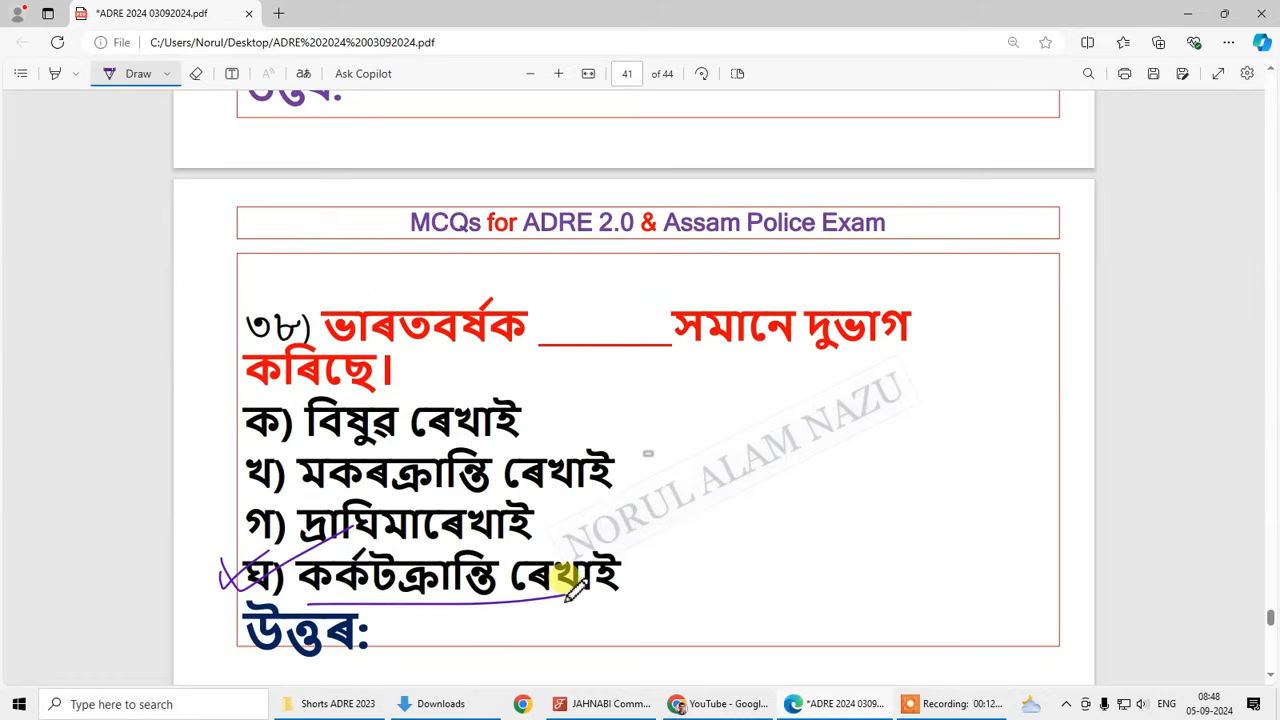 *ADRE 2024 03092024.pdf
File
C:/Users/Norul/Desktop/ADRE%202024%2003092024.pdf
Draw
Ask Copilot
41 of 44
উত্তৰ:
MCQs for ADRE 2.0 & Assam Police Exam
৩৮) ভাৰতবৰ্ষক ______সমানে দুভাগ
কৰিছে।
ক) বিষুৱ ৰেখাই
খ) মকৰক্ৰান্তি ৰেখাই
গ) দ্ৰাঘিমাৰেখাই
ঘ) কৰ্কটক্ৰান্তি ৰেখাই
উত্তৰ:
NORUL ALAM NAZU
Type here to search
Shorts ADRE 2023
Downloads
JAHNABI Comm...
YouTube - Googl...
*ADRE 2024 0309...
Recording: 00:12...
ENG
08:48
05-09-2024